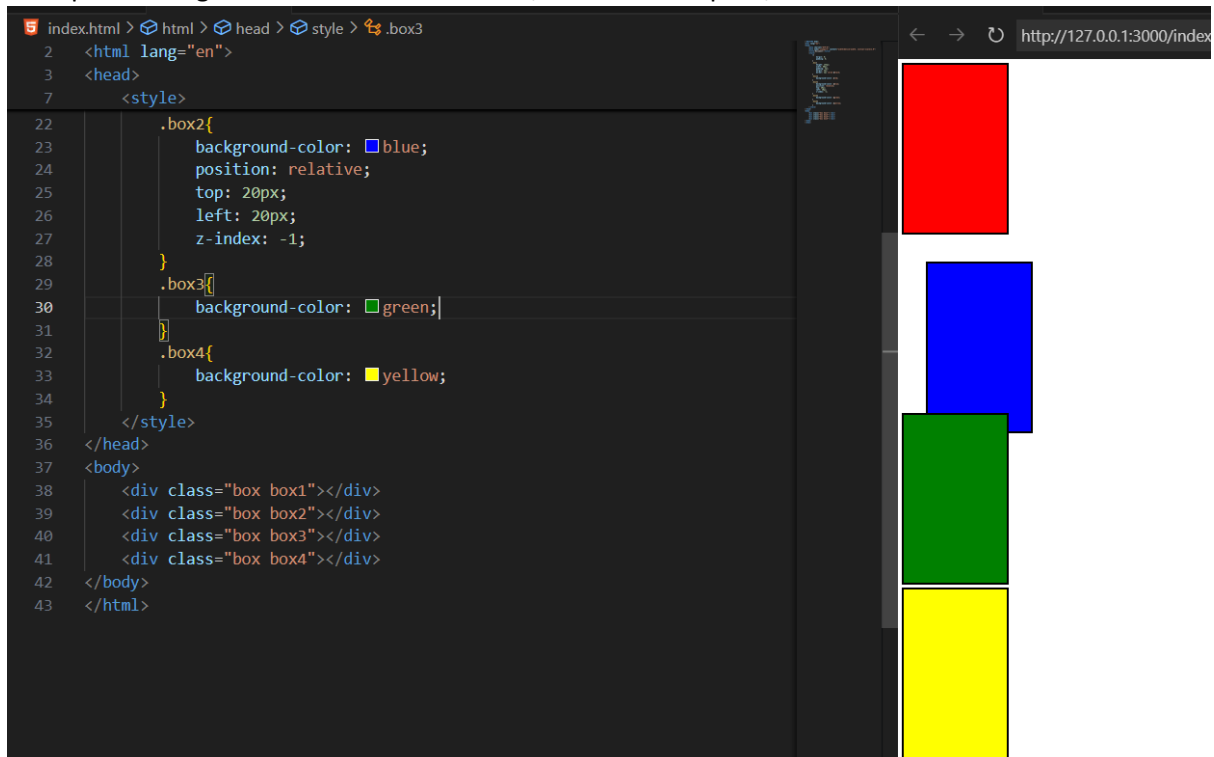 index.html > html > head > style > .box3
http://127.0.0.1:3000/index
2 <html lang="en">
3 <head>
7 <style>
22 .box2{
23 background-color: blue;
24 position: relative;
25 top: 20px;
26 left: 20px;
27 z-index: -1;
28 }
29 .box3{
30 background-color: green;
31 }
32 .box4{
33 background-color: yellow;
34 }
35 </style>
36 </head>
37 <body>
38 <div class="box box1"></div>
39 <div class="box box2"></div>
40 <div class="box box3"></div>
41 <div class="box box4"></div>
42 </body>
43 </html>